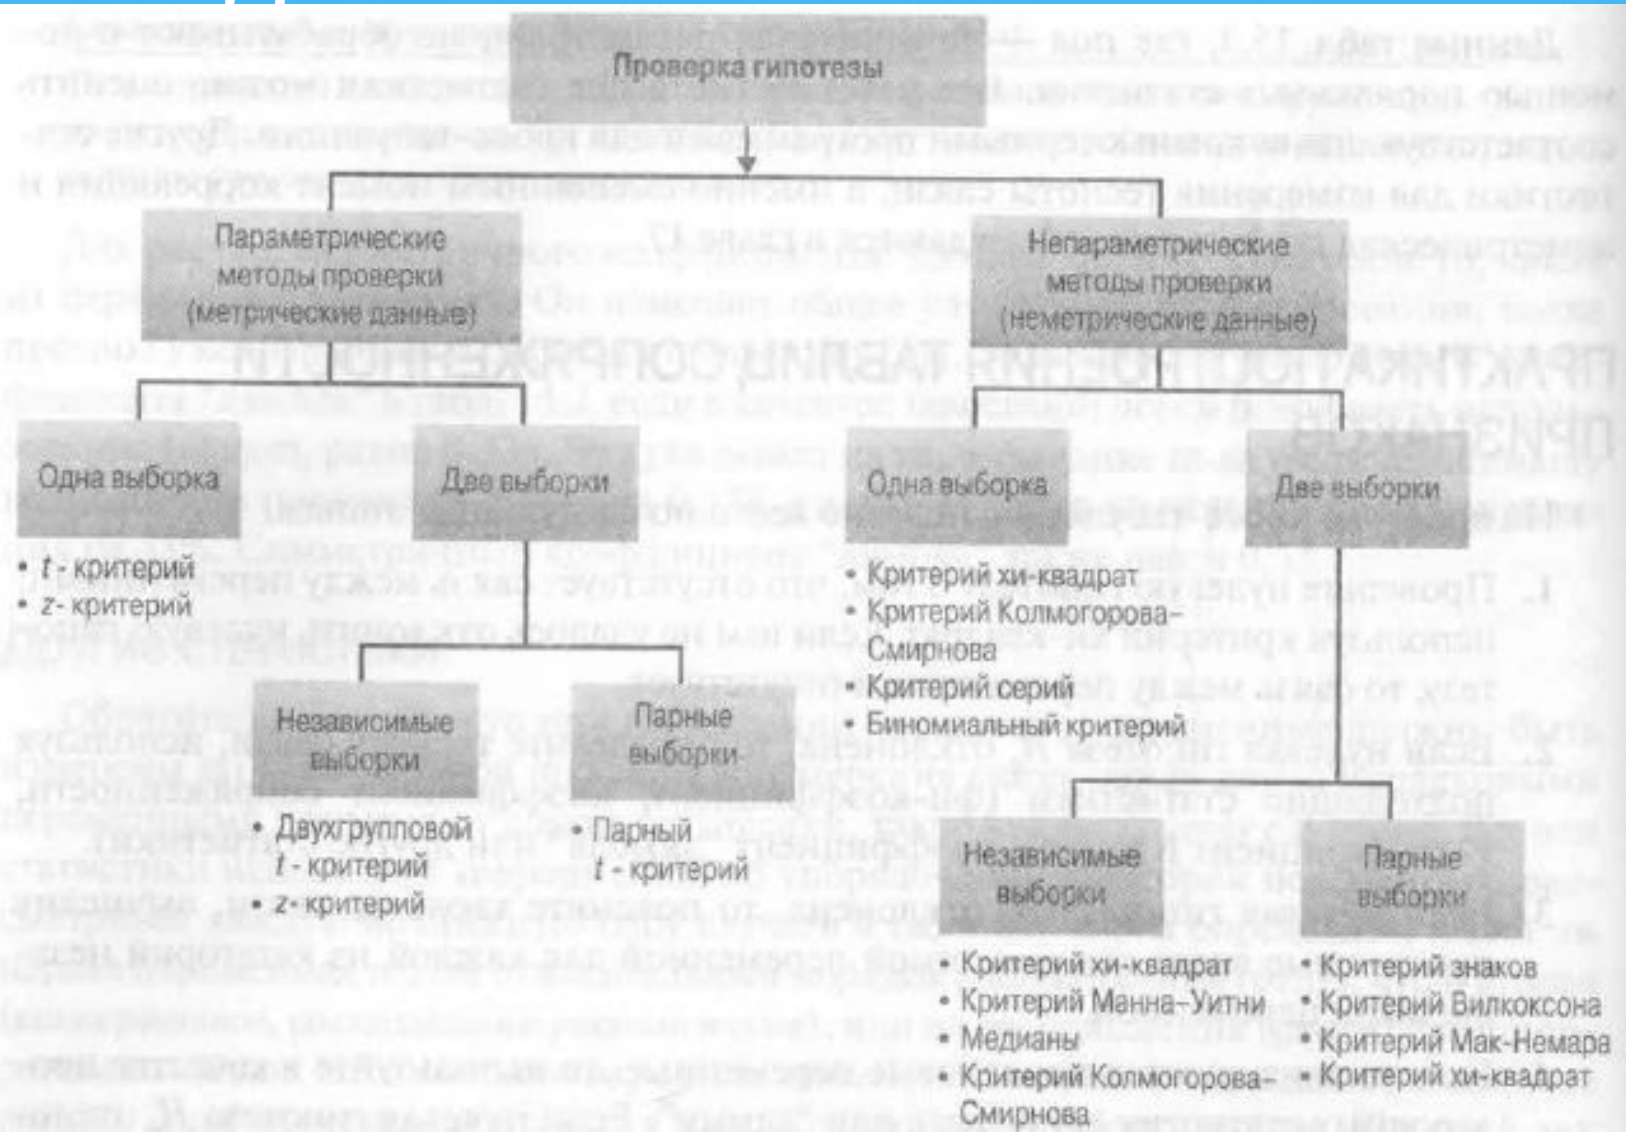 Проверка гипотезы
Параметрические
методы проверки
(метрические данные)
Непараметрические
методы проверки
(неметрические данные)
Одна выборка
Две выборки
Одна выборка
Две выборки
• t - критерий
• z- критерий
• Критерий хи-квадрат
• Критерий Колмогорова–
Смирнова
• Критерий серий
• Биномиальный критерий
Независимые
выборки
Парные
выборки
• Двухгрупповой
t - критерий
• z- критерий
• Парный
t - критерий
Независимые
выборки
Парные
выборки
• Критерий хи-квадрат
• Критерий Манна–Уитни
• Медианы
• Критерий Колмогорова–
Смирнова
• Критерий знаков
• Критерий Вилкоксона
• Критерий Мак-Немара
• Критерий хи-квадрат